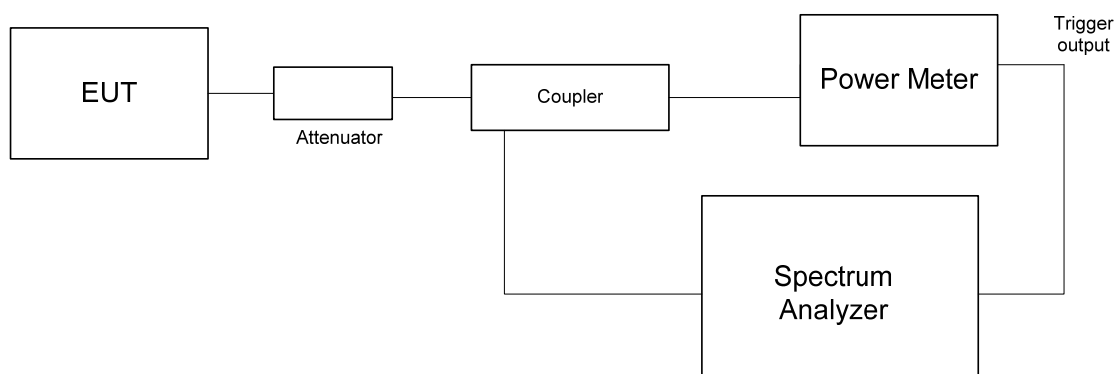 EUT
Attenuator
Coupler
Power Meter
Trigger
output
Spectrum
Analyzer